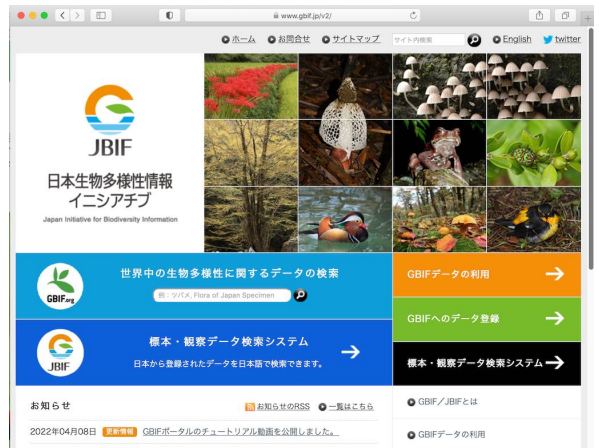 www.gbif.jp/v2/
ホーム お問合せ サイトマップ サイト内検索 English twitter
JBIF
日本生物多様性情報
イニシアチブ
Japan Initiative for Biodiversity Information
世界中の生物多様性に関するデータの検索
GBIF.org
例：ツバメ, Flora of Japan Specimen
GBIFデータの利用
GBIFへのデータ登録
標本・観察データ検索システム
JBIF
日本から登録されたデータを日本語で検索できます。
標本・観察データ検索システム
お知らせ
お知らせのRSS 一覧はこちら
GBIF／JBIFとは
2022年04月08日 更新情報 GBIFポータルのチュートリアル動画を公開しました。
GBIFデータの利用